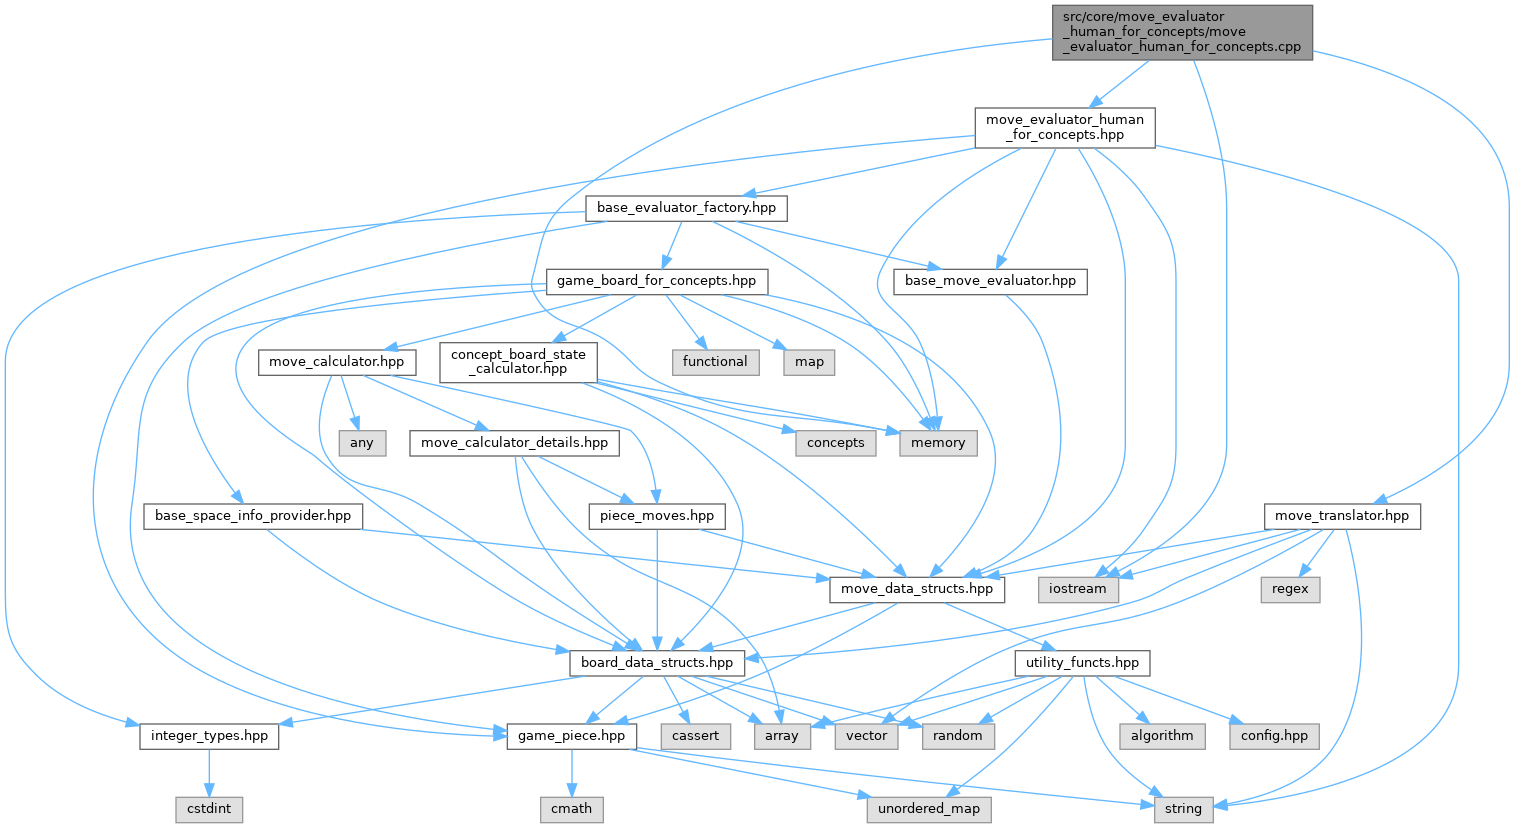 src/core/move_evaluator
_human_for_concepts/move
_evaluator_human_for_concepts.cpp
move_evaluator_human
_for_concepts.hpp
base_evaluator_factory.hpp
game_board_for_concepts.hpp
base_move_evaluator.hpp
move_calculator.hpp
concept_board_state
_calculator.hpp
functional
map
any
move_calculator_details.hpp
concepts
memory
base_space_info_provider.hpp
piece_moves.hpp
move_translator.hpp
move_data_structs.hpp
iostream
regex
board_data_structs.hpp
utility_functs.hpp
integer_types.hpp
game_piece.hpp
cassert
array
vector
random
algorithm
config.hpp
cstdint
cmath
unordered_map
string